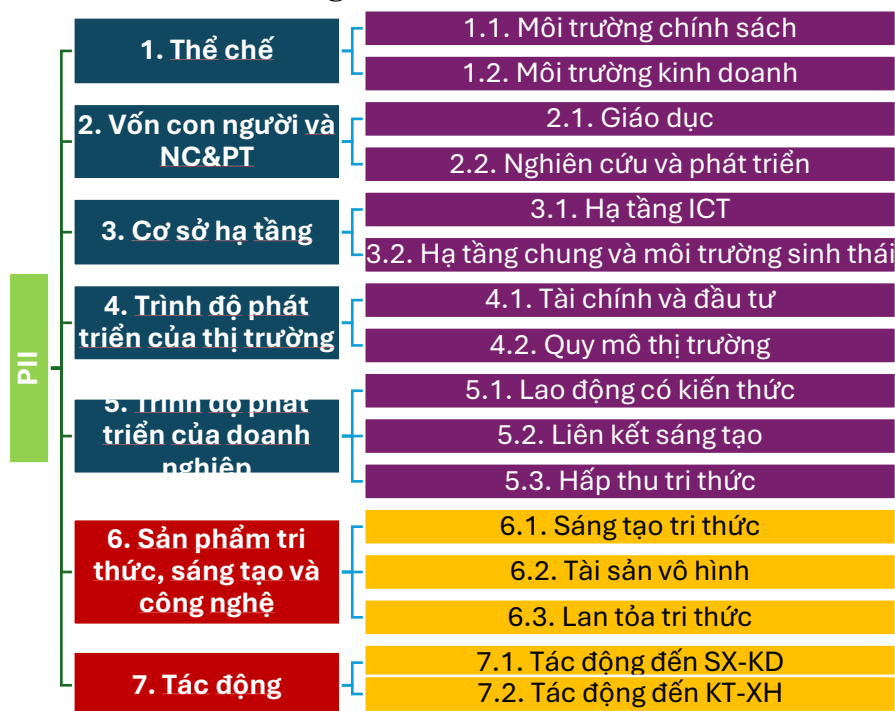 PII
1. Thể chế
1.1. Môi trường chính sách
1.2. Môi trường kinh doanh
2. Vốn con người và
NC&PT
2.1. Giáo dục
2.2. Nghiên cứu và phát triển
3. Cơ sở hạ tầng
3.1. Hạ tầng ICT
3.2. Hạ tầng chung và môi trường sinh thái
4. Trình độ phát
triển của thị trường
4.1. Tài chính và đầu tư
4.2. Quy mô thị trường
5. Trình độ phát
triển của doanh
nghiệp
5.1. Lao động có kiến thức
5.2. Liên kết sáng tạo
5.3. Hấp thu tri thức
6. Sản phẩm tri
thức, sáng tạo và
công nghệ
6.1. Sáng tạo tri thức
6.2. Tài sản vô hình
6.3. Lan tỏa tri thức
7. Tác động
7.1. Tác động đến SX-KD
7.2. Tác động đến KT-XH